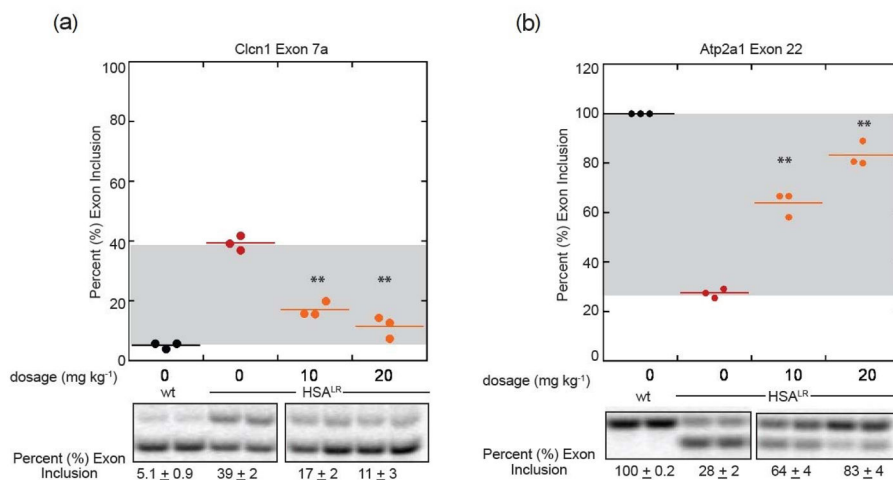 (a)
Clcn1 Exon 7a
Percent (%) Exon Inclusion
100
80
60
40
20
0
** **
dosage (mg kg⁻¹) 0 0 10 20
wt HSAᴸᴿ
Percent (%) Exon
Inclusion 5.1 ± 0.9 39 ± 2 17 ± 2 11 ± 3
(b)
Atp2a1 Exon 22
Percent (%) Exon Inclusion
120
100
80
60
40
20
0
** **
dosage (mg kg⁻¹) 0 0 10 20
wt HSAᴸᴿ
Percent (%) Exon
Inclusion 100 ± 0.2 28 ± 2 64 ± 4 83 ± 4